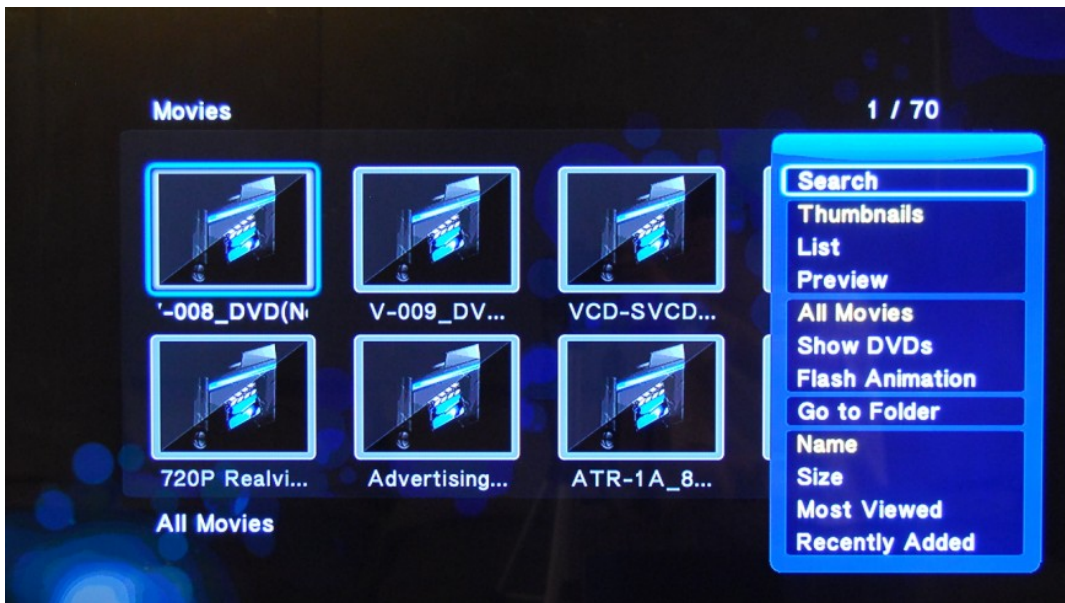 Movies
1 / 70
-008_DVD(N
V-009_DV...
VCD-SVCD...
720P Realvi...
Advertising...
ATR-1A_8...
All Movies
Search
Thumbnails
List
Preview
All Movies
Show DVDs
Flash Animation
Go to Folder
Name
Size
Most Viewed
Recently Added